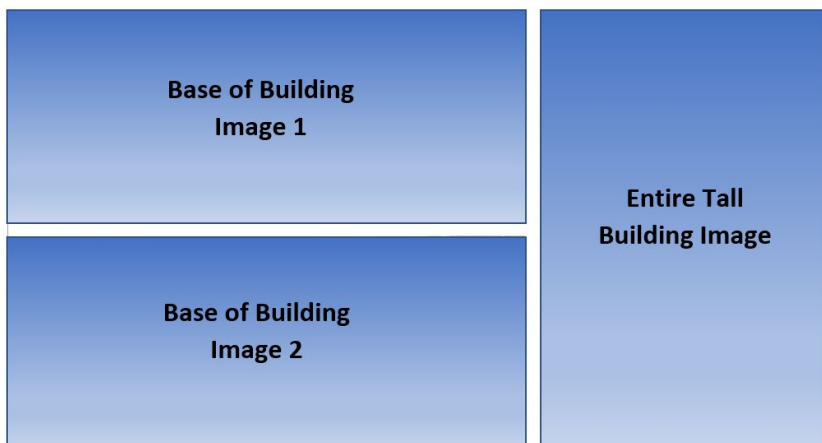 Base of Building
Image 1
Base of Building
Image 2
Entire Tall
Building Image